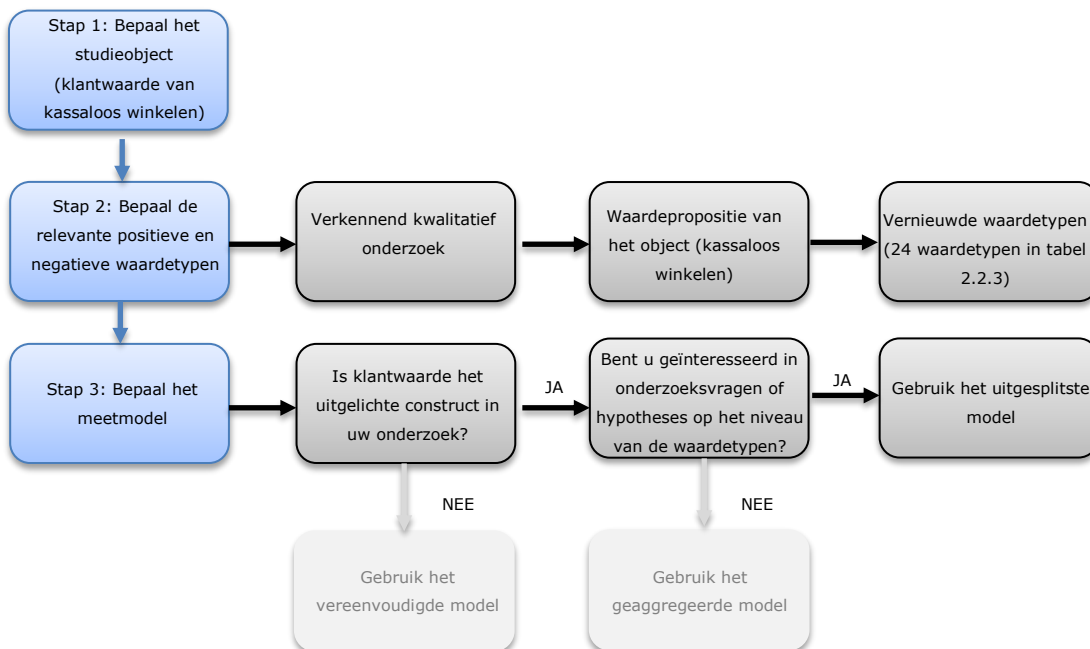 Stap 1: Bepaal het
studieobject
(klantwaarde van
kassaloos winkelen)
Stap 2: Bepaal de
relevante positieve en
negatieve waardetypen
Verkennend kwalitatief
onderzoek
Waardepropositie van
het object (kassaloos
winkelen)
Vernieuwde waardetypen
(24 waardetypen in tabel
2.2.3)
Stap 3: Bepaal het
meetmodel
Is klantwaarde het
uitgelichte construct in
uw onderzoek?
JA
Bent u geïnteresseerd in
onderzoeksvragen of
hypotheses op het niveau
van de waardetypen?
JA
Gebruik het uitgesplitste
model
NEE
NEE
Gebruik het
vereenvoudigde model
Gebruik het
geaggregeerde model